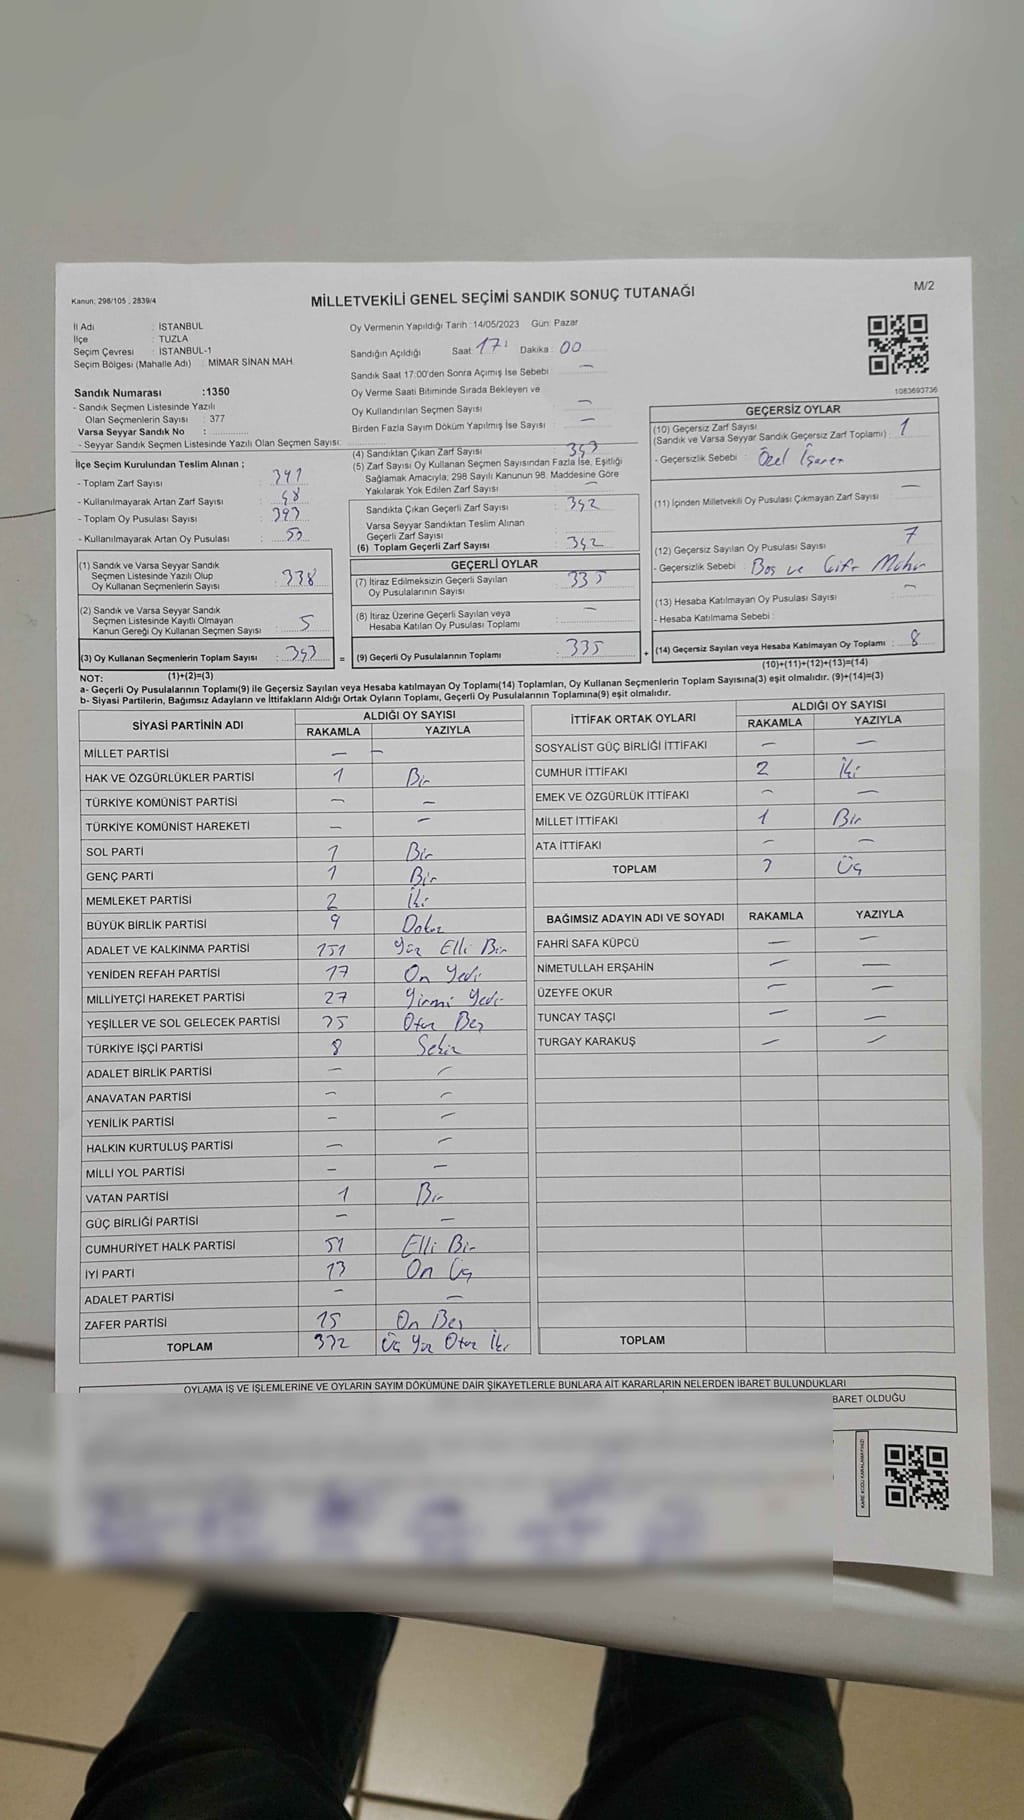 Kanun, 298/105 , 2839/4
MİLLETVEKİLİ GENEL SEÇİMİ SANDIK SONUÇ TUTANAĞI
M/2
İl Adı : İSTANBUL
İlçe : TUZLA
Seçim Çevresi : İSTANBUL-1
Seçim Bölgesi (Mahalle Adı) : MİMAR SİNAN MAH.
Sandık Numarası :1350
- Sandık Seçmen Listesinde Yazılı
Olan Seçmenlerin Sayısı : 377
Varsa Seyyar Sandık No :
- Seyyar Sandık Seçmen Listesinde Yazılı Olan Seçmen Sayısı:
Oy Vermenin Yapıldığı Tarih :14/05/2023 Gün: Pazar
Sandığın Açıldığı Saat: 17: Dakika: 00
Sandık Saat 17:00'den Sonra Açımış İse Sebebi : —
Oy Verme Saati Bitiminde Sırada Bekleyen ve
Oy Kullandırılan Seçmen Sayısı : —
Birden Fazla Sayım Döküm Yapılmış İse Sayısı : —
1083693736
İlçe Seçim Kurulundan Teslim Alınan ;
- Toplam Zarf Sayısı : 391
- Kullanılmayarak Artan Zarf Sayısı : 48
- Toplam Oy Pusulası Sayısı : 393
- Kullanılmayarak Artan Oy Pusulası : 50
(1) Sandık ve Varsa Seyyar Sandık
Seçmen Listesinde Yazılı Olup
Oy Kullanan Seçmenlerin Sayısı : 338
(2) Sandık ve Varsa Seyyar Sandık
Seçmen Listesinde Kayıtlı Olmayan
Kanun Gereği Oy Kullanan Seçmen Sayısı : 5
(3) Oy Kullanan Seçmenlerin Toplam Sayısı : 343 =
(4) Sandıktan Çıkan Zarf Sayısı : 343
(5) Zarf Sayısı Oy Kullanan Seçmen Sayısından Fazla İse, Eşitliği
Sağlamak Amacıyla; 298 Sayılı Kanunun 98. Maddesine Göre
Yakılarak Yok Edilen Zarf Sayısı : —
Sandıkta Çıkan Geçerli Zarf Sayısı : 342
Varsa Seyyar Sandıktan Teslim Alınan
Geçerli Zarf Sayısı :
(6) Toplam Geçerli Zarf Sayısı : 342
GEÇERLİ OYLAR
(7) İtiraz Edilmeksizin Geçerli Sayılan
Oy Pusulalarının Sayısı : 335
(8) İtiraz Üzerine Geçerli Sayılan veya
Hesaba Katılan Oy Pusulası Toplamı : —
(9) Geçerli Oy Pusulalarının Toplamı : 335 +
GEÇERSİZ OYLAR
(10) Geçersiz Zarf Sayısı
(Sandık ve Varsa Seyyar Sandık Geçersiz Zarf Toplamı) : 1
- Geçersizlik Sebebi : Özel İşaret
(11) İçinden Milletvekili Oy Pusulası Çıkmayan Zarf Sayısı : —
(12) Geçersiz Sayılan Oy Pusulası Sayısı : 7
- Geçersizlik Sebebi : Boş ve Çift Mühür
(13) Hesaba Katılmayan Oy Pusulası Sayısı : —
- Hesaba Katılmama Sebebi :
(14) Geçersiz Sayılan veya Hesaba Katılmayan Oy Toplamı : 8
NOT: (1)+(2)=(3) (10)+(11)+(12)+(13)=(14)
a- Geçerli Oy Pusulalarının Toplamı(9) ile Geçersiz Sayılan veya Hesaba katılmayan Oy Toplamı(14) Toplamları, Oy Kullanan Seçmenlerin Toplam Sayısına(3) eşit olmalıdır. (9)+(14)=(3)
b- Siyasi Partilerin, Bağımsız Adayların ve İttifakların Aldığı Ortak Oyların Toplamı, Geçerli Oy Pusulalarının Toplamına(9) eşit olmalıdır.
SİYASİ PARTİNİN ADI ALDIĞI OY SAYISI
RAKAMLA YAZIYLA
MİLLET PARTİSİ — —
HAK VE ÖZGÜRLÜKLER PARTİSİ 1 Bir
TÜRKİYE KOMÜNİST PARTİSİ — —
TÜRKİYE KOMÜNİST HAREKETİ — —
SOL PARTİ 1 Bir
GENÇ PARTİ 1 Bir
MEMLEKET PARTİSİ 2 İki
BÜYÜK BİRLİK PARTİSİ 9 Dokuz
ADALET VE KALKINMA PARTİSİ 151 Yüz Elli Bir
YENİDEN REFAH PARTİSİ 17 On Yedi
MİLLİYETÇİ HAREKET PARTİSİ 27 Yirmi Yedi
YEŞİLLER VE SOL GELECEK PARTİSİ 35 Otuz Beş
TÜRKİYE İŞÇİ PARTİSİ 8 Sekiz
ADALET BİRLİK PARTİSİ — —
ANAVATAN PARTİSİ — —
YENİLİK PARTİSİ — —
HALKIN KURTULUŞ PARTİSİ — —
MİLLİ YOL PARTİSİ — —
VATAN PARTİSİ 1 Bir
GÜÇ BİRLİĞİ PARTİSİ — —
CUMHURİYET HALK PARTİSİ 51 Elli Bir
İYİ PARTİ 13 On Üç
ADALET PARTİSİ — —
ZAFER PARTİSİ 15 On Beş
TOPLAM 332 Üç Yüz Otuz İki
İTTİFAK ORTAK OYLARI ALDIĞI OY SAYISI
RAKAMLA YAZIYLA
SOSYALİST GÜÇ BİRLİĞİ İTTİFAKI — —
CUMHUR İTTİFAKI 2 İki
EMEK VE ÖZGÜRLÜK İTTİFAKI — —
MİLLET İTTİFAKI 1 Bir
ATA İTTİFAKI — —
TOPLAM 3 Üç
BAĞIMSIZ ADAYIN ADI VE SOYADI RAKAMLA YAZIYLA
FAHRİ SAFA KÜPCÜ — —
NİMETULLAH ERŞAHİN — —
ÜZEYFE OKUR — —
TUNCAY TAŞÇI — —
TURGAY KARAKUŞ — —
TOPLAM
OYLAMA İŞ VE İŞLEMLERİNE VE OYLARIN SAYIM DÖKÜMÜNE DAİR ŞİKAYETLERLE BUNLARA AİT KARARLARIN NELERDEN İBARET BULUNDUKLARI
BARET OLDUĞU
KARE KODU KARALAMAYINIZ!